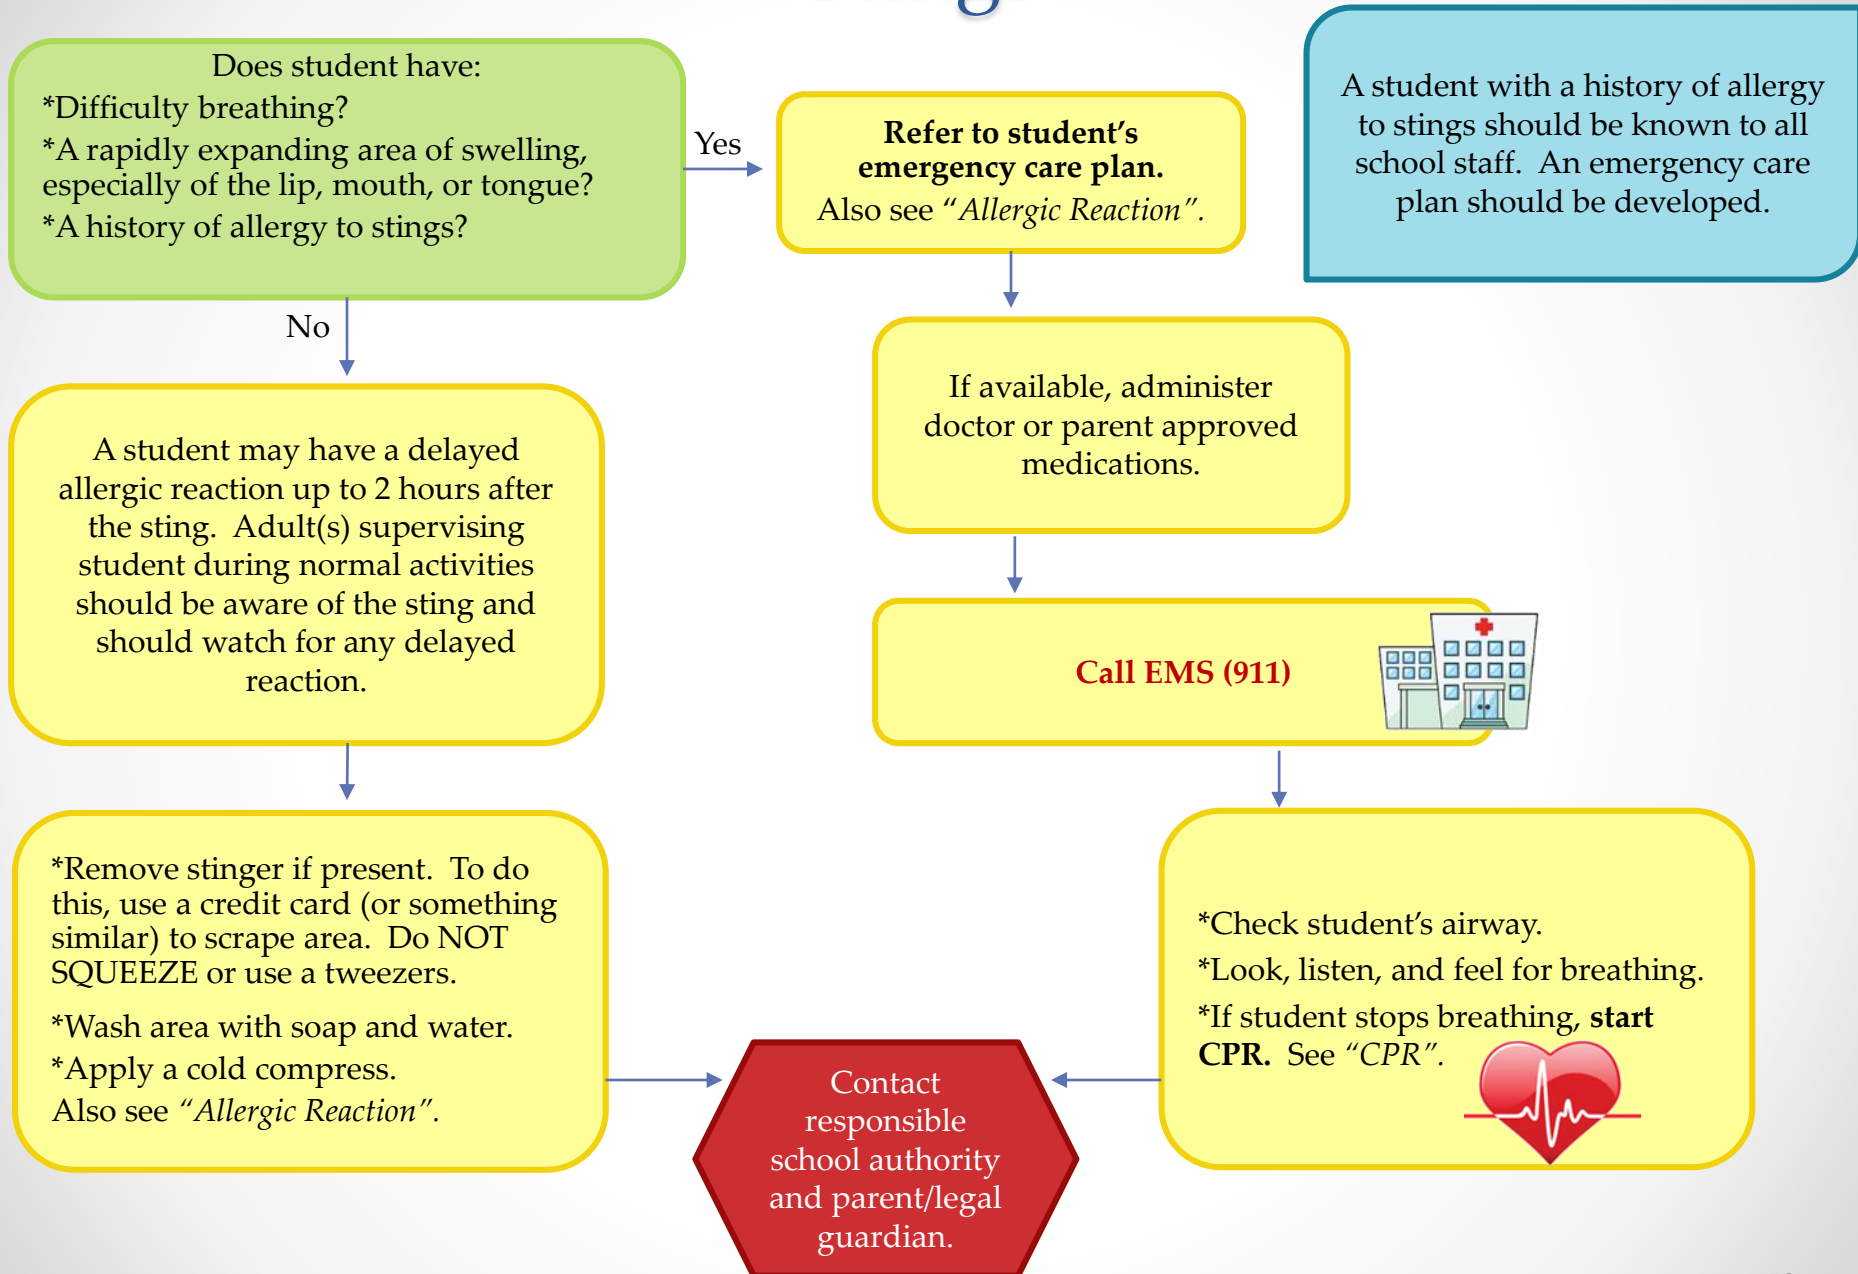 Does student have:
*Difficulty breathing?
*A rapidly expanding area of swelling,
especially of the lip, mouth, or tongue?
*A history of allergy to stings?
Yes
Refer to student’s
emergency care plan.
Also see “Allergic Reaction”.
A student with a history of allergy
to stings should be known to all
school staff.  An emergency care
plan should be developed.
No
If available, administer
doctor or parent approved
medications.
A student may have a delayed
allergic reaction up to 2 hours after
the sting.  Adult(s) supervising
student during normal activities
should be aware of the sting and
should watch for any delayed
reaction.
Call EMS (911)
*Remove stinger if present.  To do
this, use a credit card (or something
similar) to scrape area.  Do NOT
SQUEEZE or use a tweezers.
*Wash area with soap and water.
*Apply a cold compress.
Also see “Allergic Reaction”.
*Check student’s airway.
*Look, listen, and feel for breathing.
*If student stops breathing, start
CPR.  See “CPR”.
Contact
responsible
school authority
and parent/legal
guardian.